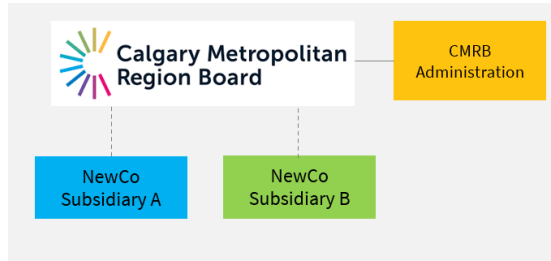 Calgary Metropolitan
Region Board
CMRB
Administration
NewCo
Subsidiary A
NewCo
Subsidiary B